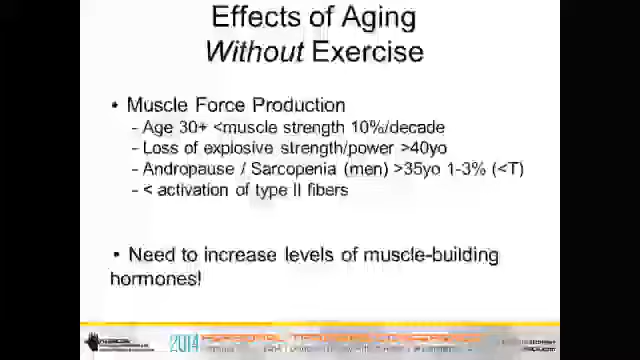 Effects of Aging
Without Exercise
• Muscle Force Production
- Age 30+ <muscle strength 10%/decade
- Loss of explosive strength/power >40yo
- Andropause / Sarcopenia (men) >35yo 1-3% (<T)
- < activation of type II fibers
• Need to increase levels of muscle-building
hormones!
2014